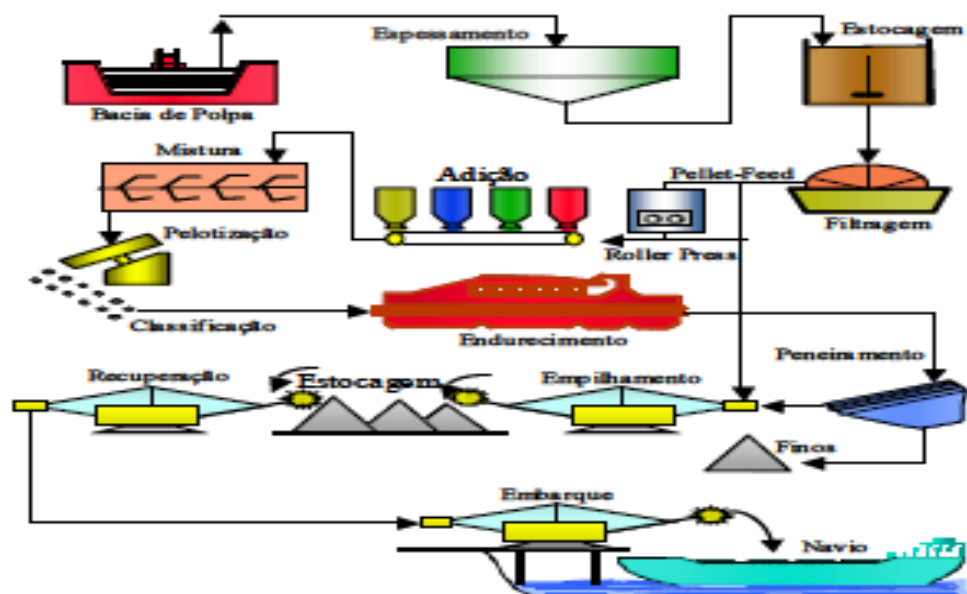 Espessamento
Estocagem
Bacia de Polpa
Mistura
Adição
Pellet-Feed
Pelotização
Filtragem
Roller Press
Classificação
Endurecimento
Peneiramento
Recuperação
Estocagem
Empilhamento
Finos
Embarque
Navio